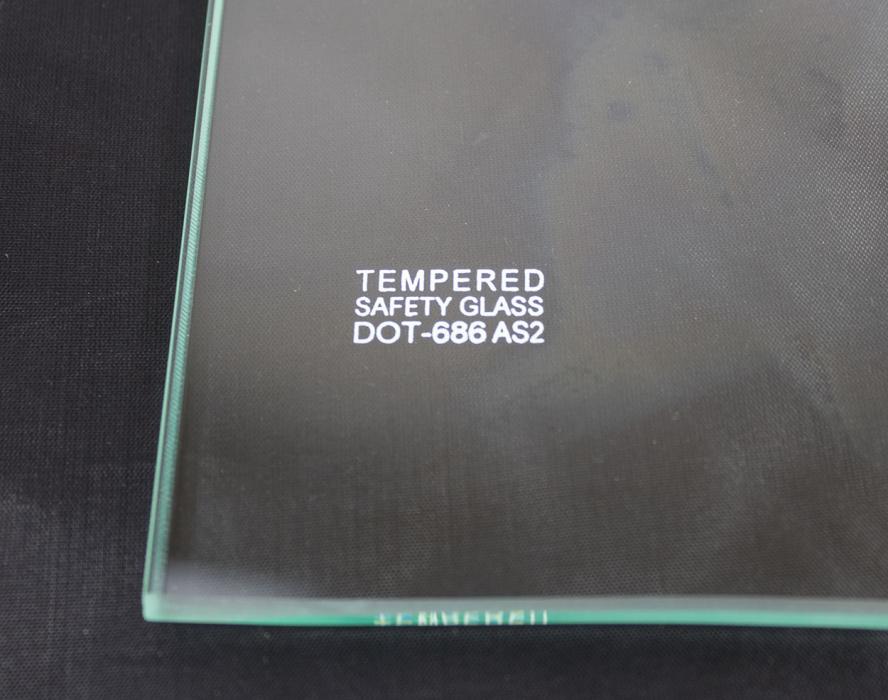 TEMPERED
SAFETY GLASS
DOT-686 AS2